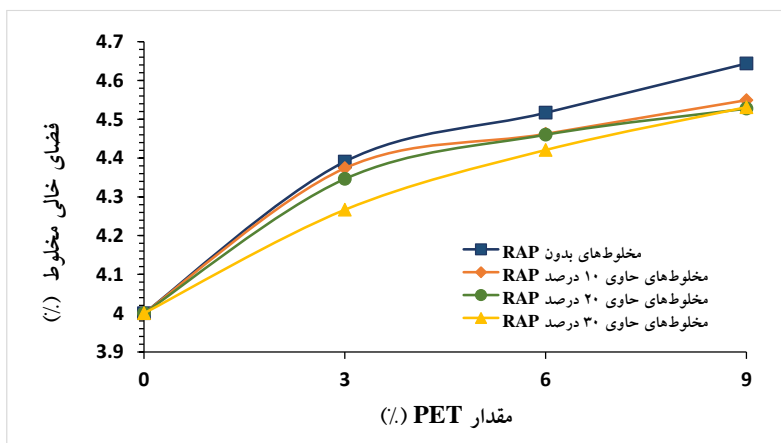 4.7
4.6
4.5
4.4
4.3
4.2
4.1
4
3.9
فضای خالی مخلوط (٪)
مخلوط‌های بدون RAP
مخلوط‌های حاوی ۱۰ درصد RAP
مخلوط‌های حاوی ۲۰ درصد RAP
مخلوط‌های حاوی ۳۰ درصد RAP
0 3 6 9
مقدار PET (٪)